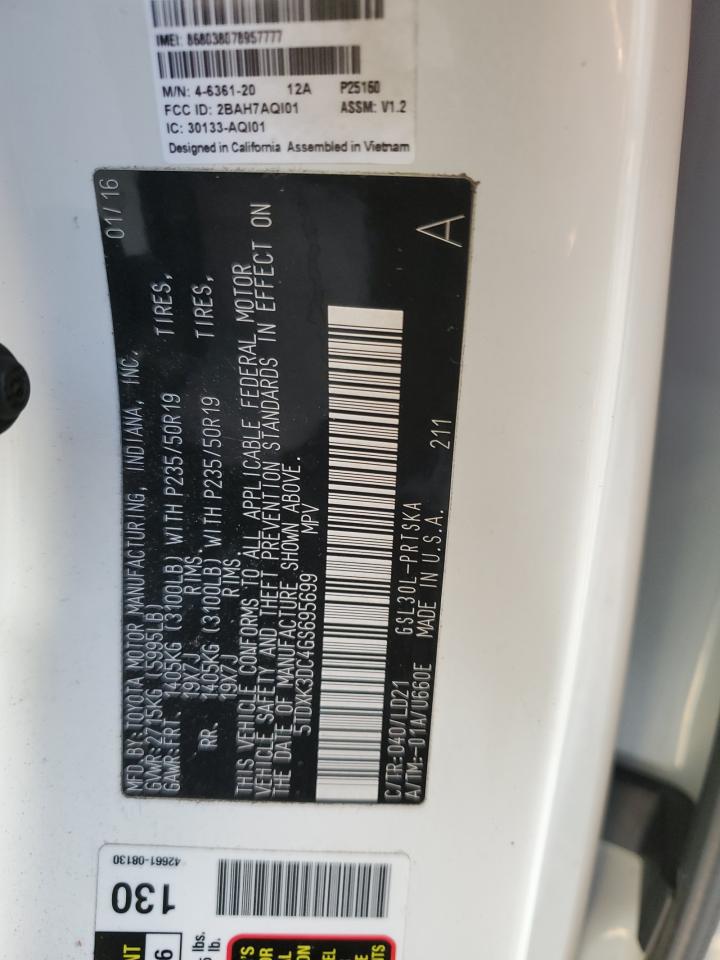 IMEI: 868038078957777
M/N: 4-6361-20 12A P25160
FCC ID: 2BAH7AQI01 ASSM: V1.2
IC: 30133-AQI01
Designed in California Assembled in Vietnam
MFD.BY: TOYOTA MOTOR MANUFACTURING, INDIANA, INC. 01/16
GVWR: 2715KG (5995LB)
GAWR: FRT. 1405KG (3100LB) WITH P235/50R19 TIRES,
19X7J RIMS.
RR. 1405KG (3100LB) WITH P235/50R19 TIRES,
19X7J RIMS.
THIS VEHICLE CONFORMS TO ALL APPLICABLE FEDERAL MOTOR
VEHICLE SAFETY AND THEFT PREVENTION STANDARDS IN EFFECT ON
THE DATE OF MANUFACTURE SHOWN ABOVE.
5TDXK3DC4GS695699 MPV
C/TR: 040/LD21 GSL30L-PRTSKA
A/TM: -01A/U660E MADE IN U.S.A. 211 A
42661-08130
130
lbs.
lb.